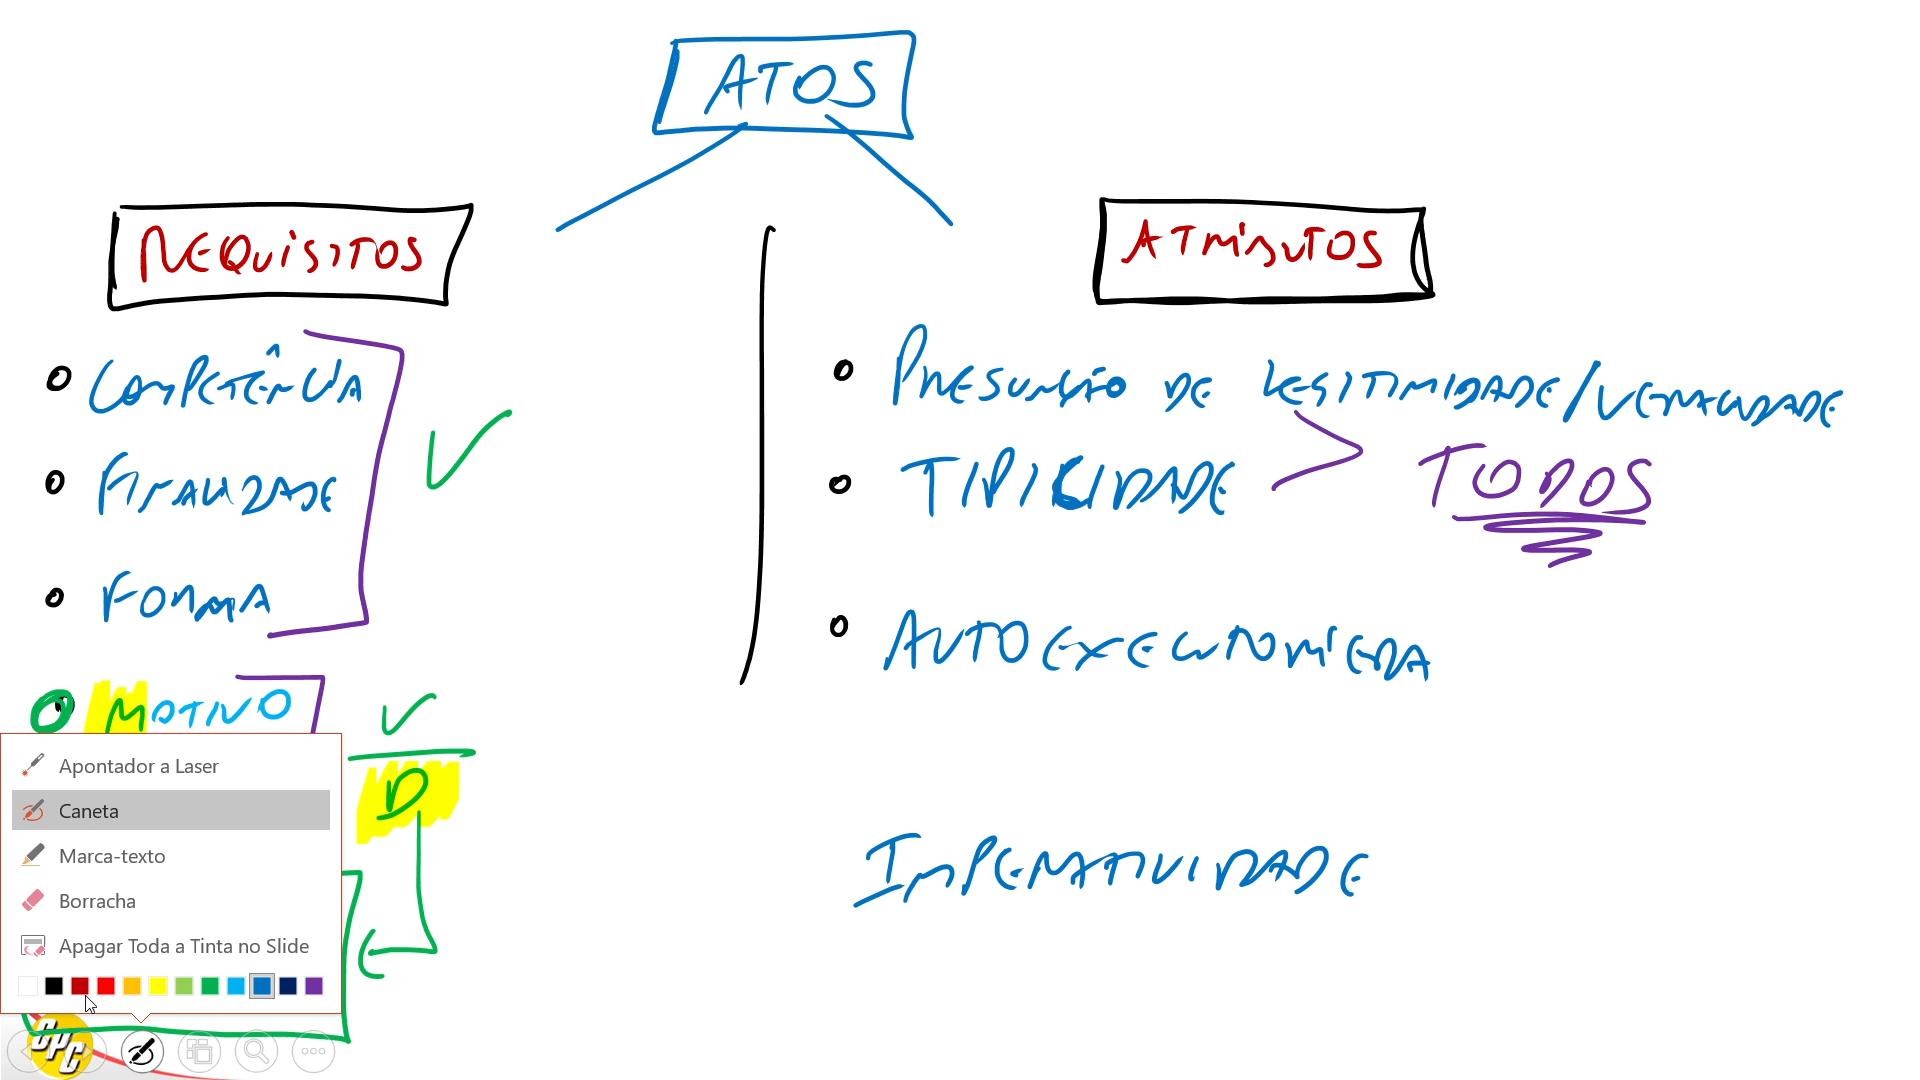 ATOS
REQUISITOS
COMPETÊNCIA
FINALIDADE
FORMA
MOTIVO
V
D
ATRIBUTOS
PRESUNÇÃO DE LEGITIMIDADE/VERACIDADE
TIPICIDADE
TODOS
AUTOEXECUTORIEDADE
IMPERATIVIDADE
Apontador a Laser
Caneta
Marca-texto
Borracha
Apagar Toda a Tinta no Slide
CPC